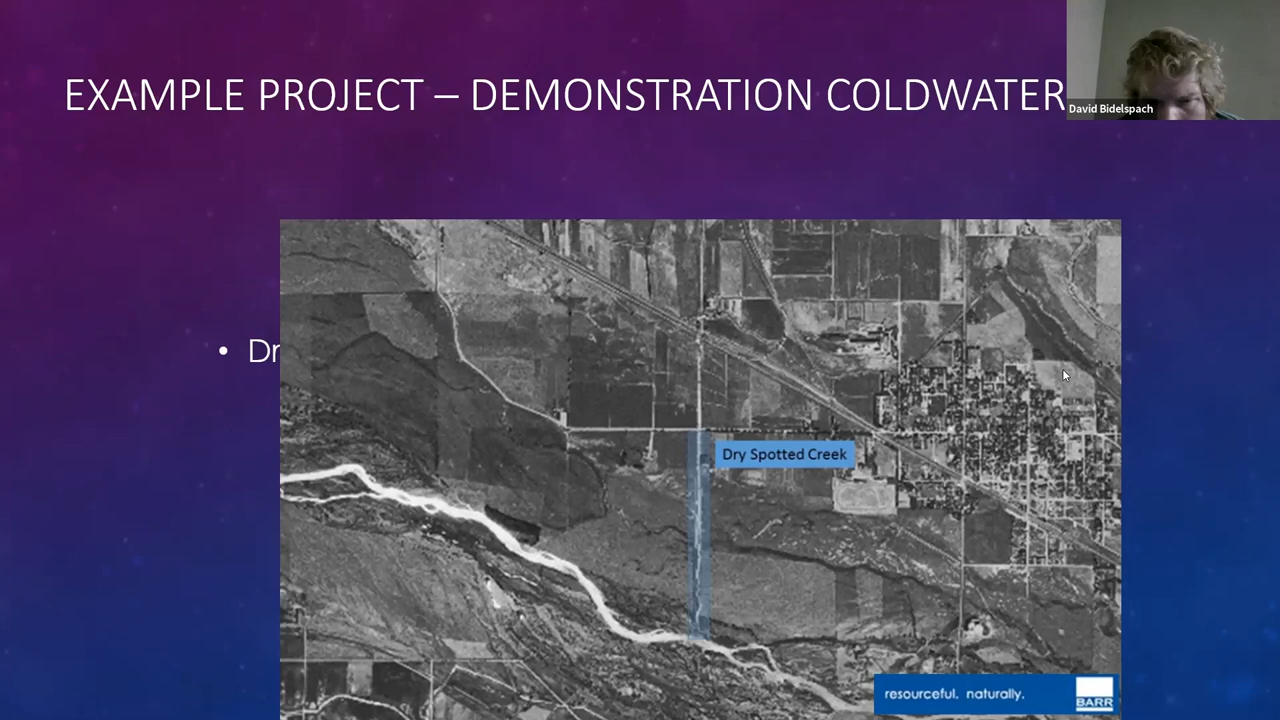 EXAMPLE PROJECT – DEMONSTRATION COLDWATER
David Bidelspach
• Dr
Dry Spotted Creek
resourceful. naturally.
BARR